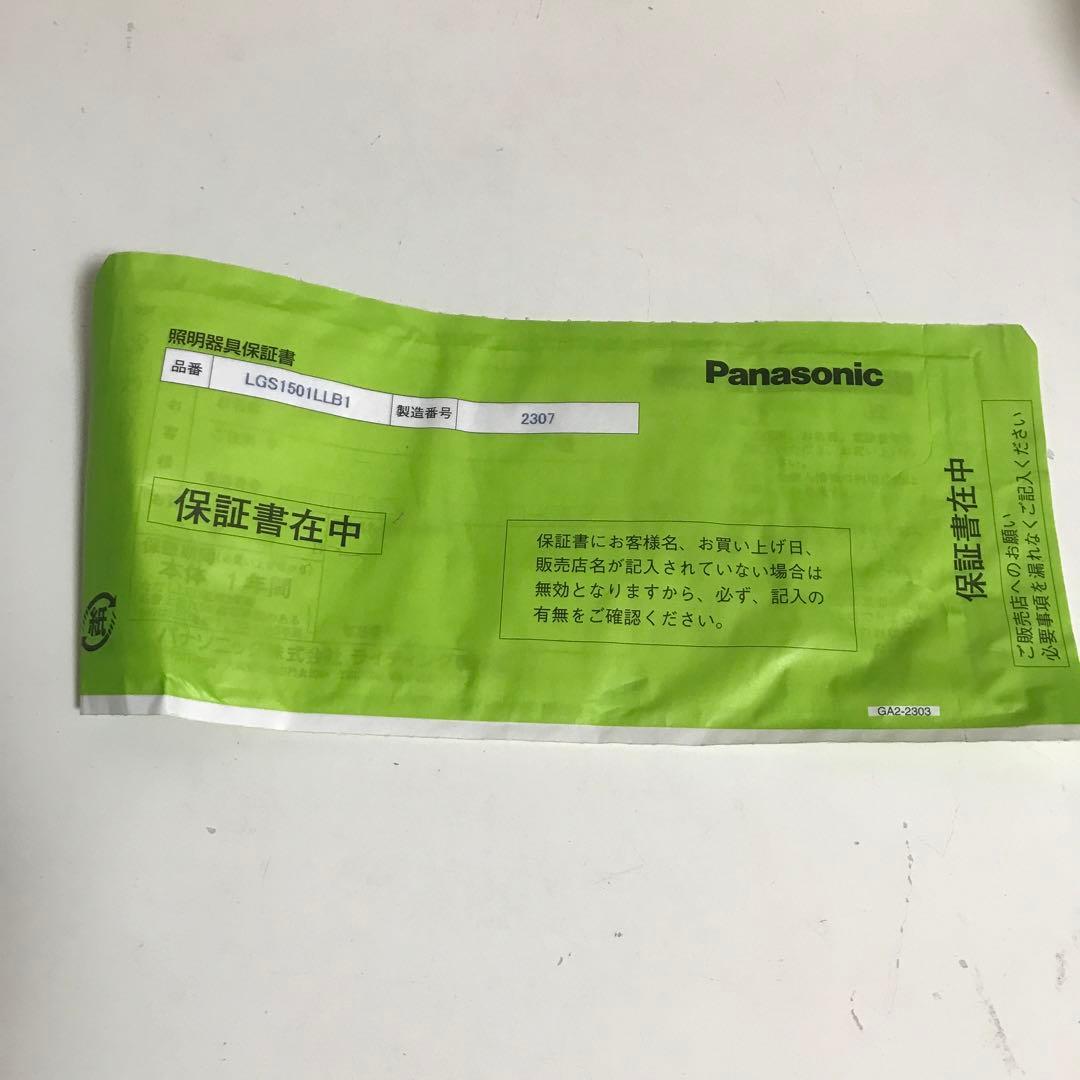 照明器具保証書
品番 LGS1501LLB1 製造番号 2307
Panasonic
保証書在中
保証書にお客様名、お買い上げ日、
販売店名が記入されていない場合は
無効となりますから、必ず、記入の
有無をご確認ください。
保証書在中
ご販売店へのお願い
必要事項を漏れなくご記入ください
本体 1年間
紙
GA2-2303